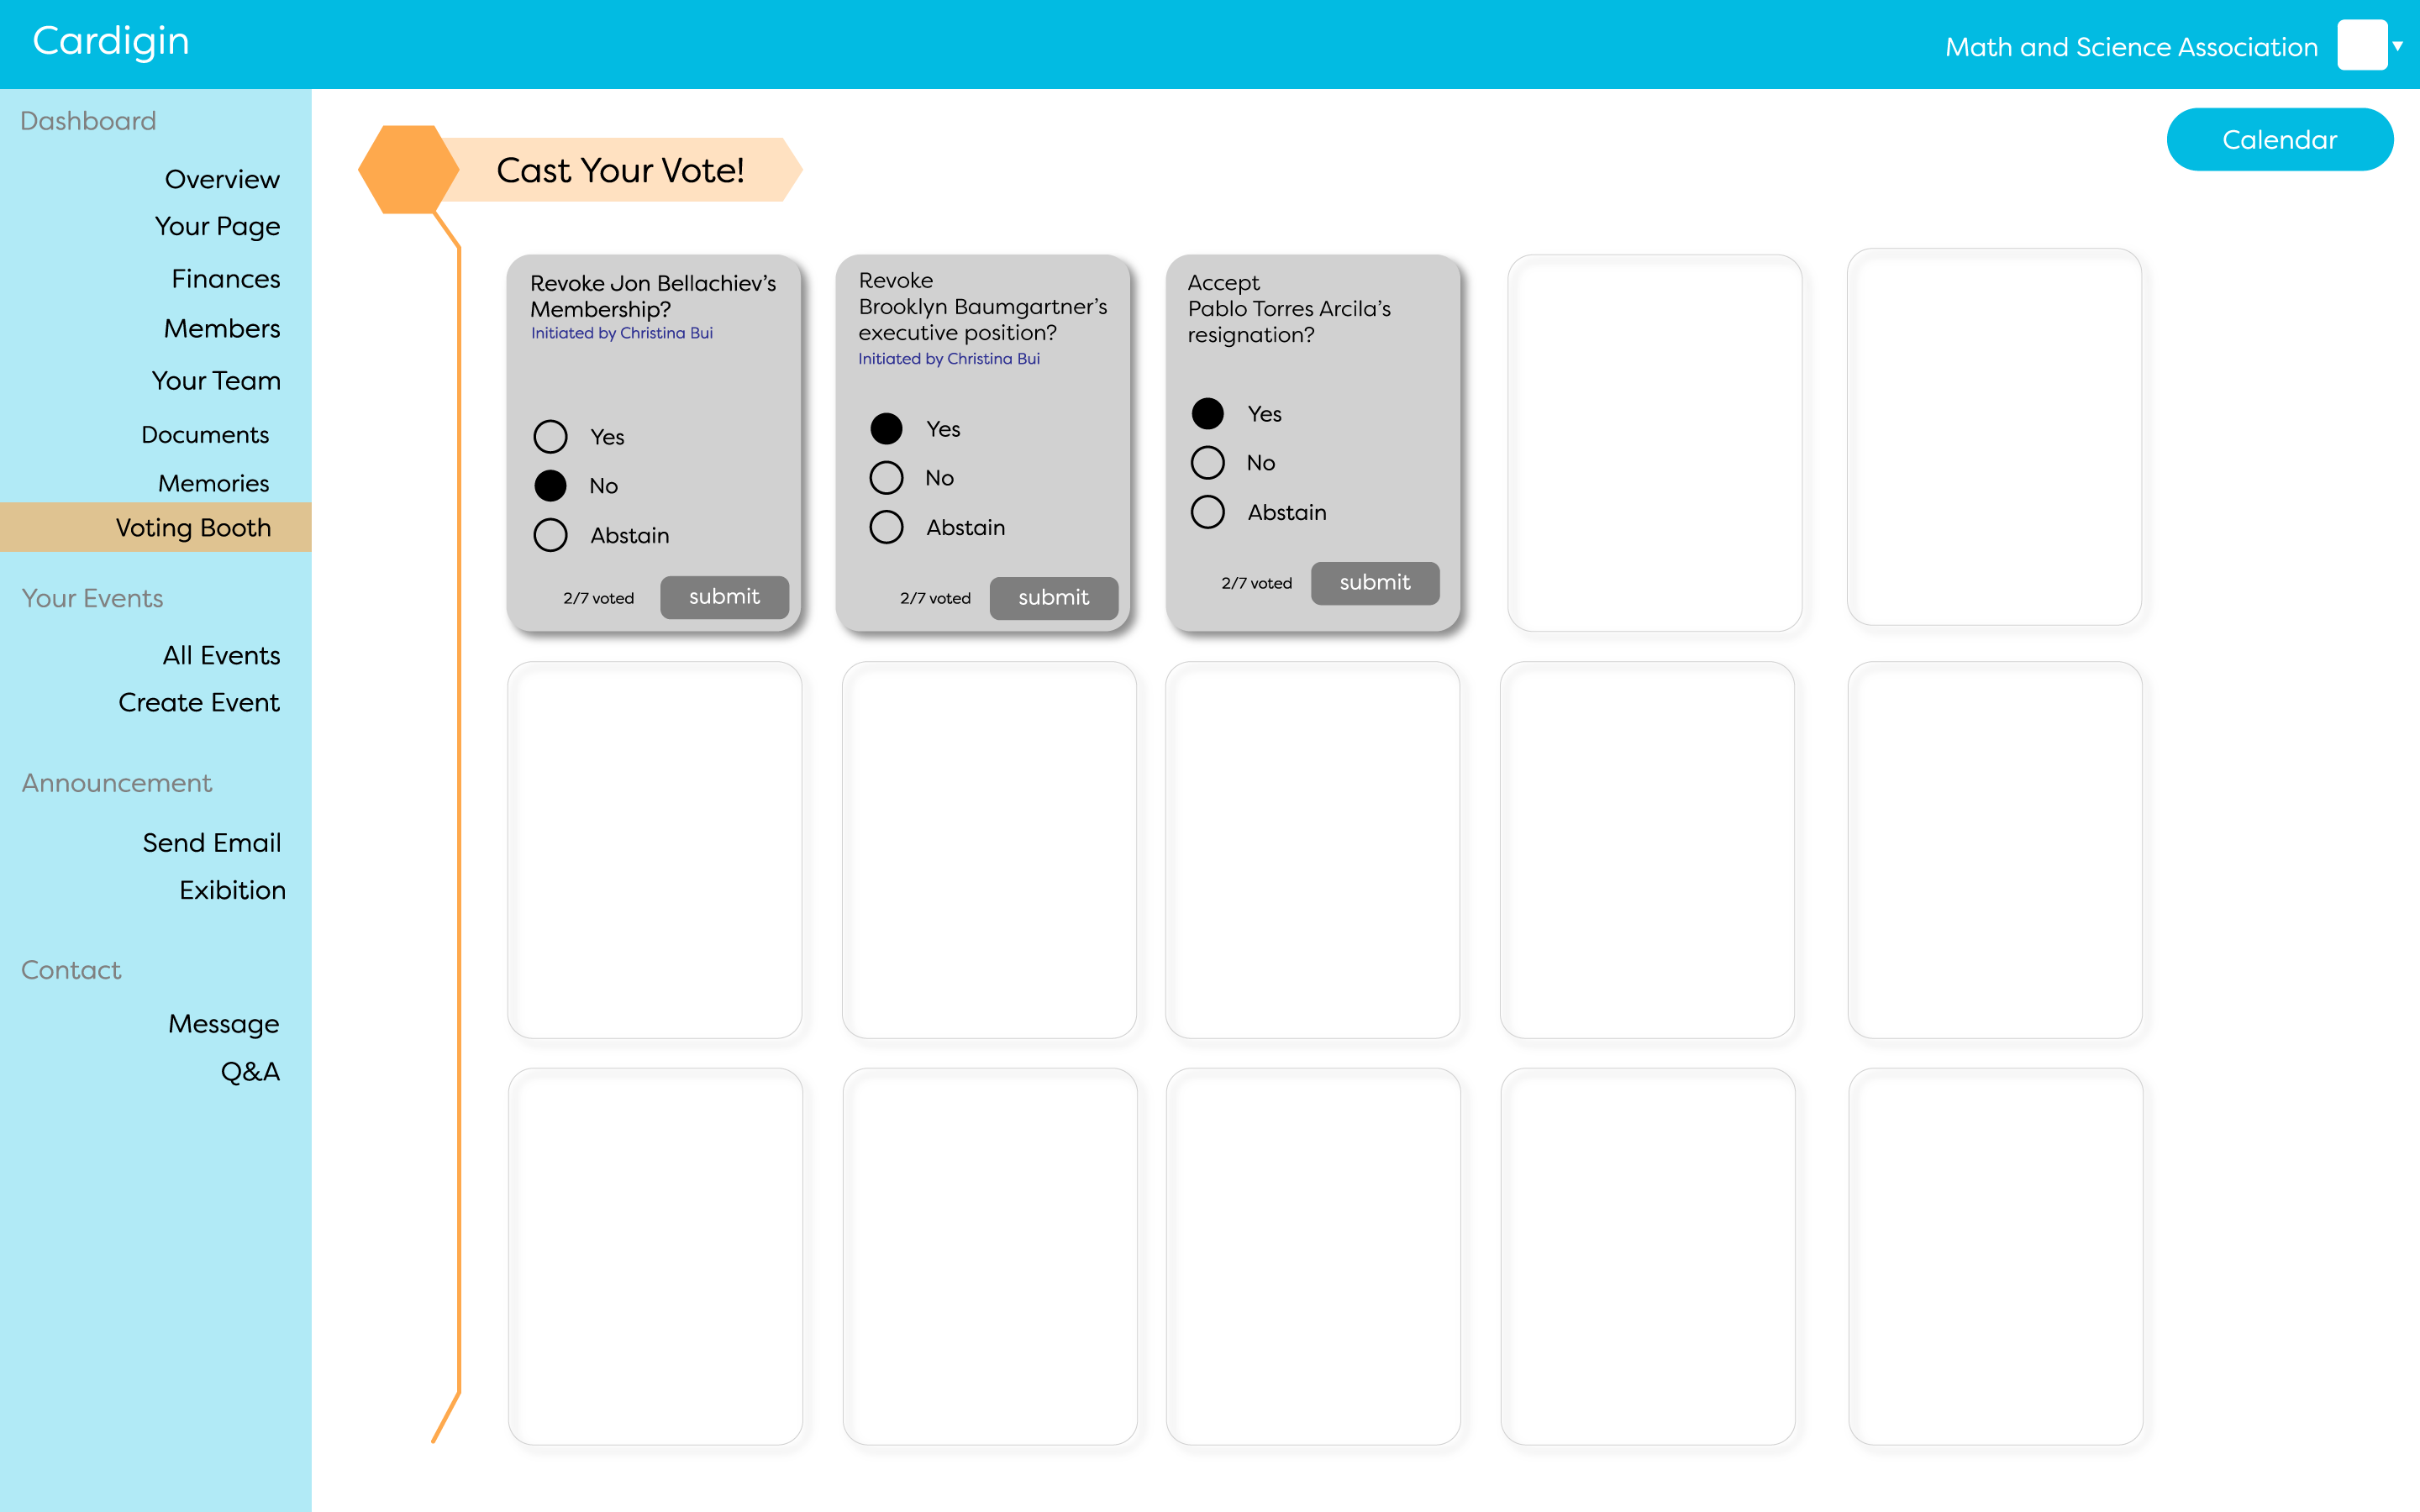 Cardigin
Math and Science Association
Dashboard
Overview
Your Page
Finances
Members
Your Team
Documents
Memories
Voting Booth
Your Events
All Events
Create Event
Announcement
Send Email
Exibition
Contact
Message
Q&A
Cast Your Vote!
Calendar
Revoke Jon Bellachiev's
Membership?
Initiated by Christina Bui
Yes
No
Abstain
2/7 voted
submit
Revoke
Brooklyn Baumgartner's
executive position?
Initiated by Christina Bui
Yes
No
Abstain
2/7 voted
submit
Accept
Pablo Torres Arcila's
resignation?
Yes
No
Abstain
2/7 voted
submit